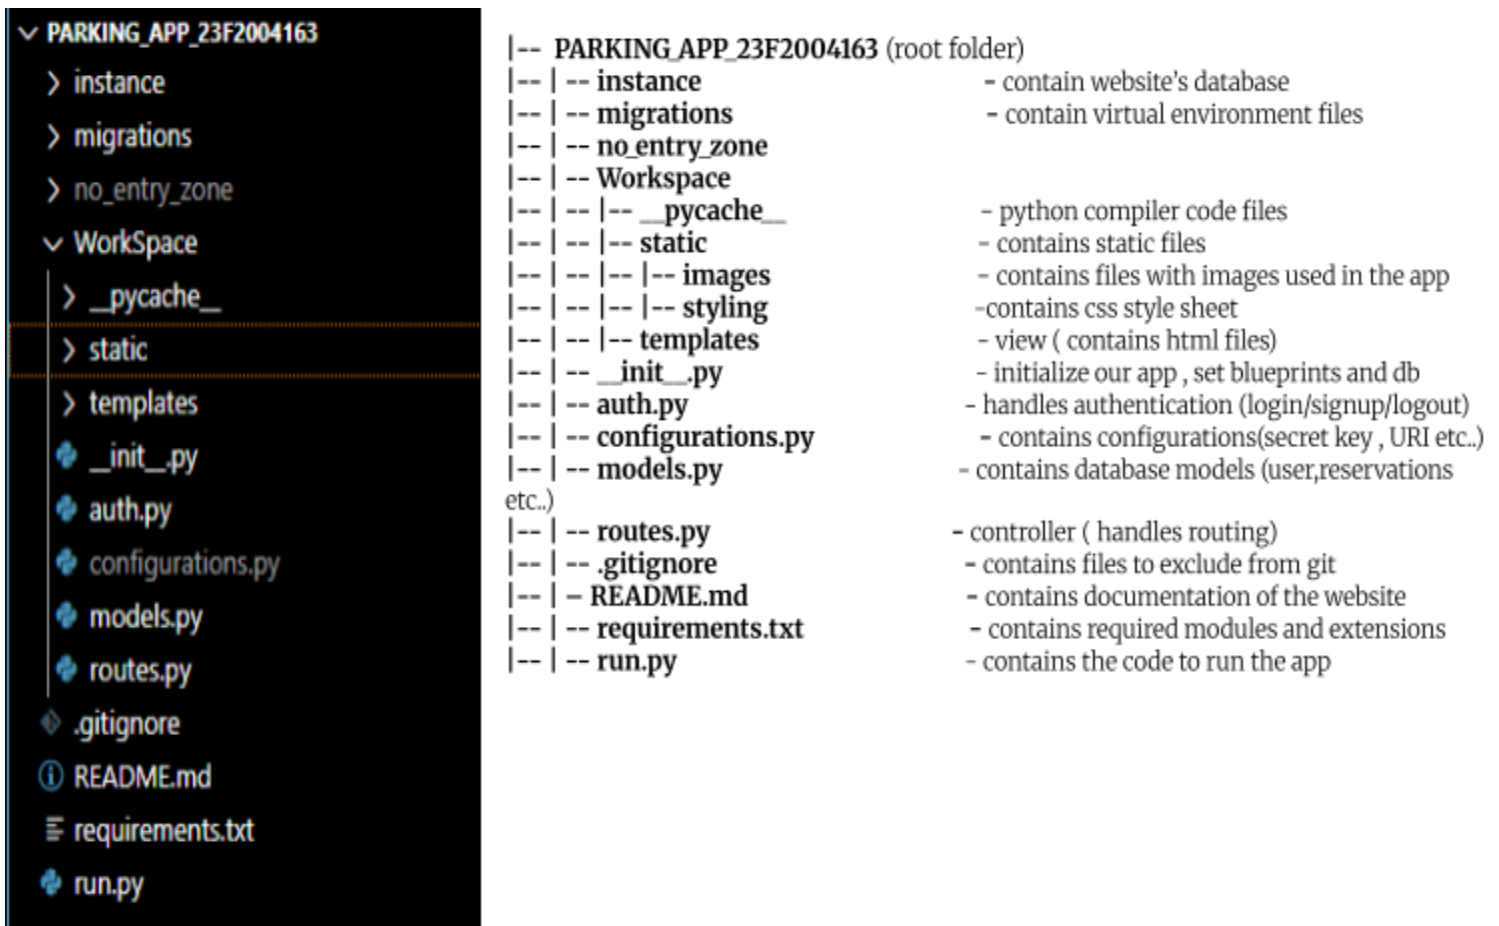 PARKING_APP_23F2004163
instance
migrations
no_entry_zone
WorkSpace
__pycache__
static
templates
__init__.py
auth.py
configurations.py
models.py
routes.py
.gitignore
README.md
requirements.txt
run.py
|-- PARKING_APP_23F2004163 (root folder)
|-- | -- instance - contain website's database
|-- | -- migrations - contain virtual environment files
|-- | -- no_entry_zone
|-- | -- Workspace
|-- | -- |-- __pycache__ - python compiler code files
|-- | -- |-- static - contains static files
|-- | -- |-- |-- images - contains files with images used in the app
|-- | -- |-- |-- styling -contains css style sheet
|-- | -- |-- templates - view ( contains html files)
|-- | -- __init__.py - initialize our app , set blueprints and db
|-- | -- auth.py - handles authentication (login/signup/logout)
|-- | -- configurations.py - contains configurations(secret key , URI etc..)
|-- | -- models.py - contains database models (user,reservations
etc..)
|-- | -- routes.py - controller ( handles routing)
|-- | -- .gitignore - contains files to exclude from git
|-- | – README.md - contains documentation of the website
|-- | -- requirements.txt - contains required modules and extensions
|-- | -- run.py - contains the code to run the app